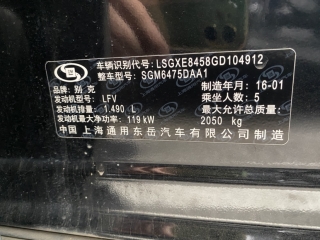 车辆识别代号: LSGXE8458GD104912
整车型号: SGM6475DAA1
品牌: 别克 制造年月: 16-01
发动机型号: LFV 乘坐人数: 5
发动机排量: 1.490 L 最大允许总质量:
发动机最大净功率: 119 kW 2050 kg
中国 上海通用东岳汽车有限公司 制造